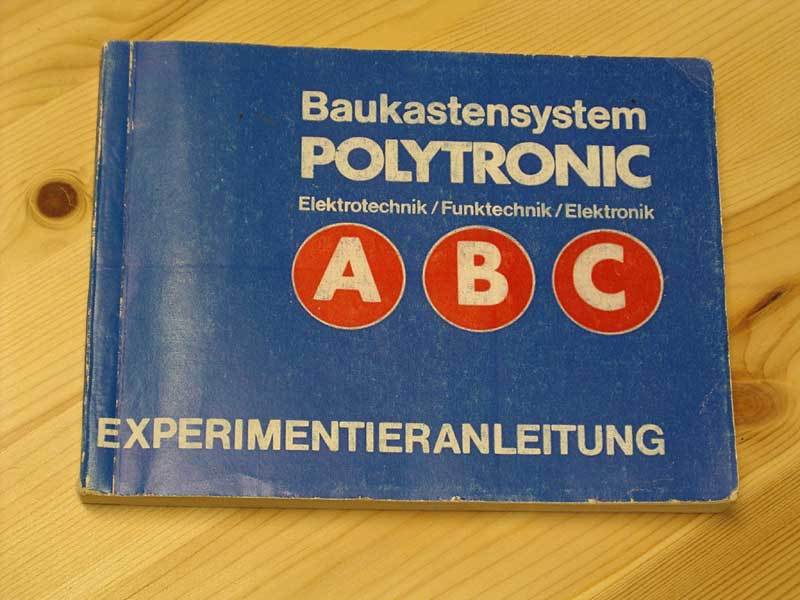 Baukastensystem
POLYTRONIC
Elektrotechnik / Funktechnik / Elektronik
A B C
EXPERIMENTIERANLEITUNG